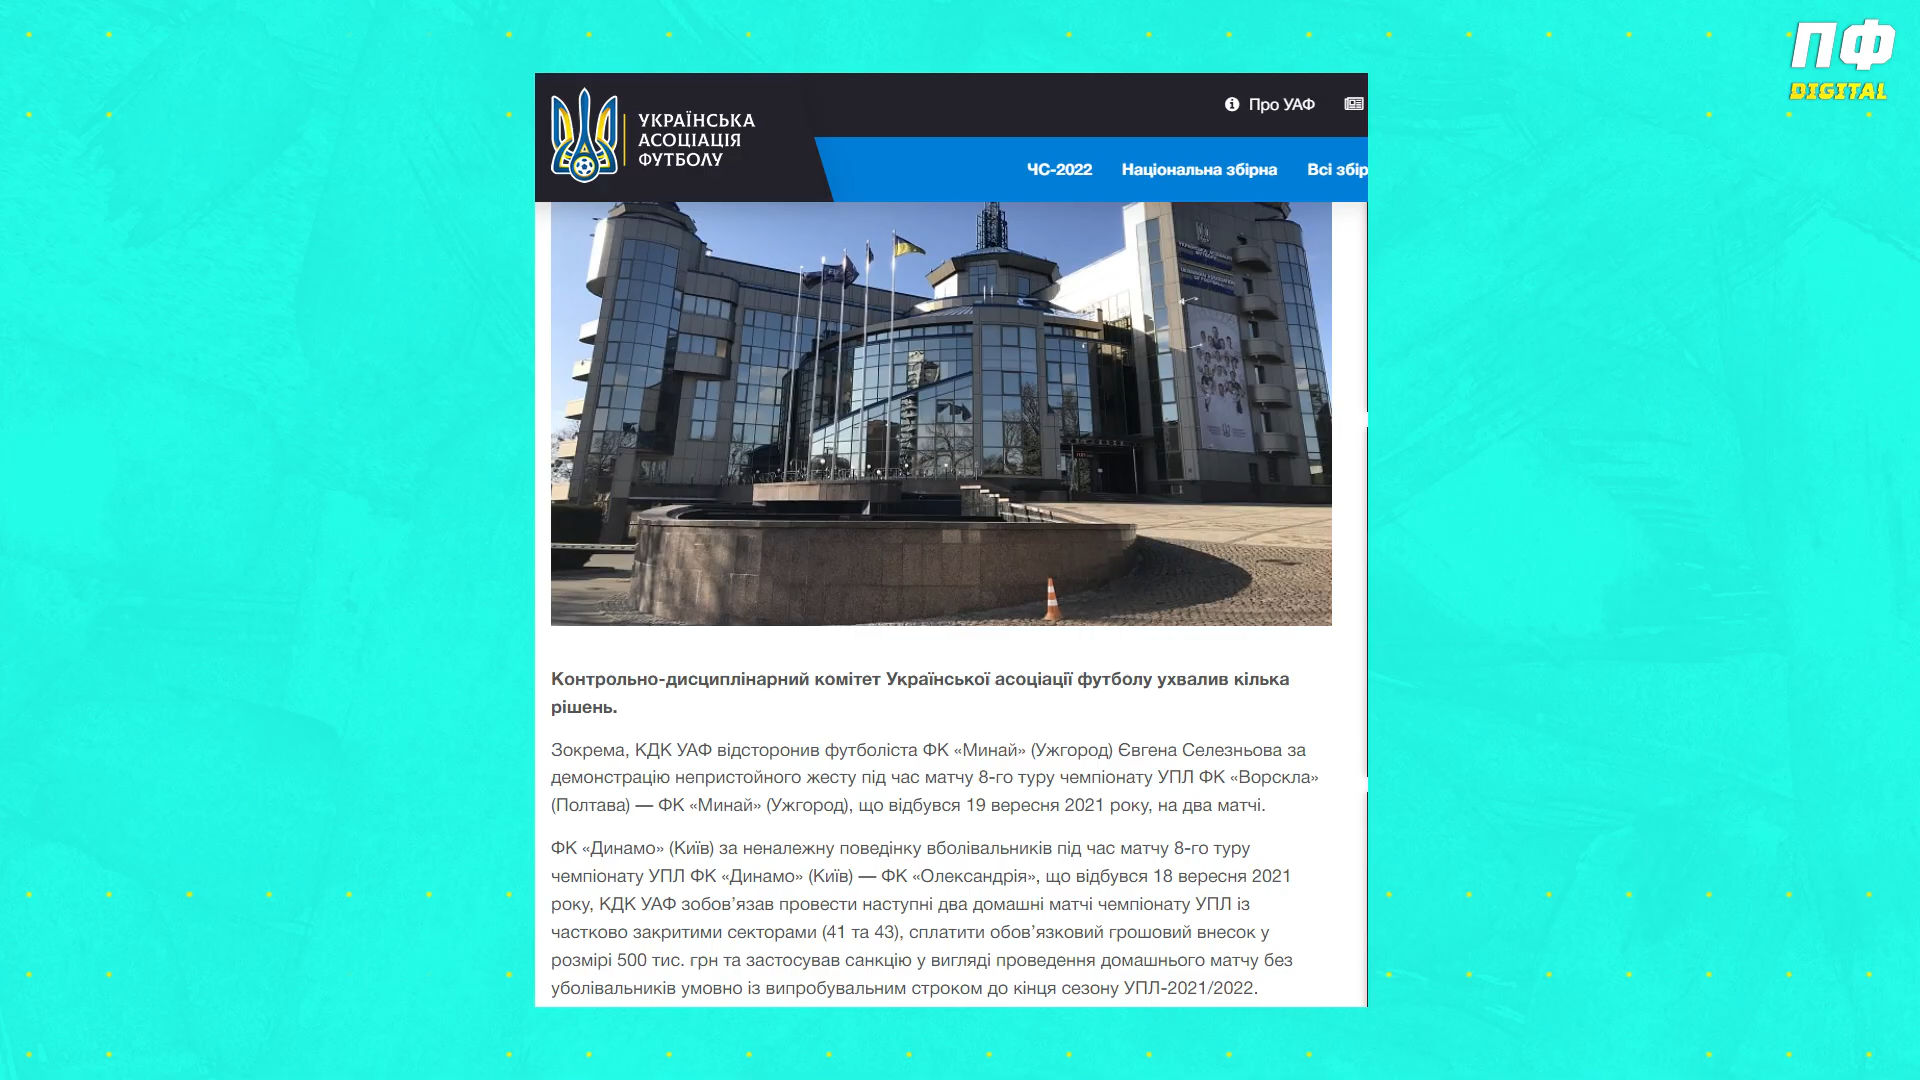 ПФ
DIGITAL
УКРАЇНСЬКА
АСОЦІАЦІЯ
ФУТБОЛУ
Про УАФ
ЧС-2022 Національна збірна Всі збір
Контрольно-дисциплінарний комітет Української асоціації футболу ухвалив кілька
рішень.
Зокрема, КДК УАФ відсторонив футболіста ФК «Минай» (Ужгород) Євгена Селезньова за
демонстрацію непристойного жесту під час матчу 8-го туру чемпіонату УПЛ ФК «Ворскла»
(Полтава) — ФК «Минай» (Ужгород), що відбувся 19 вересня 2021 року, на два матчі.
ФК «Динамо» (Київ) за неналежну поведінку вболівальників під час матчу 8-го туру
чемпіонату УПЛ ФК «Динамо» (Київ) — ФК «Олександрія», що відбувся 18 вересня 2021
року, КДК УАФ зобов’язав провести наступні два домашні матчі чемпіонату УПЛ із
частково закритими секторами (41 та 43), сплатити обов’язковий грошовий внесок у
розмірі 500 тис. грн та застосував санкцію у вигляді проведення домашнього матчу без
уболівальників умовно із випробувальним строком до кінця сезону УПЛ-2021/2022.